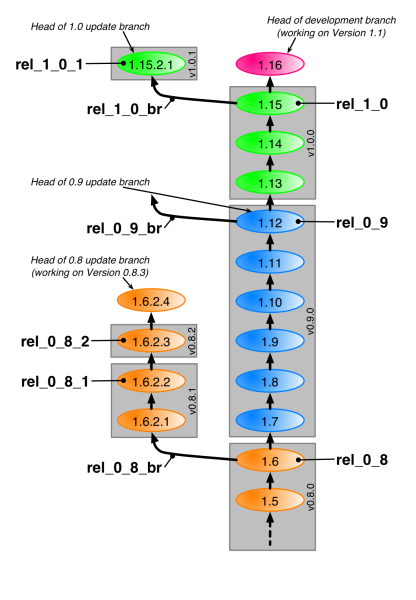 Head of 1.0 update branch
Head of development branch
(working on Version 1.1)
rel_1_0_1
1.15.2.1
v1.0.1
1.16
rel_1_0_br
1.15
rel_1_0
1.14
v1.0.0
1.13
Head of 0.9 update branch
rel_0_9_br
1.12
rel_0_9
1.11
Head of 0.8 update branch
(working on Version 0.8.3)
1.6.2.4
1.10
v0.9.0
rel_0_8_2
1.6.2.3
v0.8.2
1.9
rel_0_8_1
1.6.2.2
v0.8.1
1.8
1.6.2.1
1.7
rel_0_8_br
1.6
rel_0_8
1.5
v0.8.0